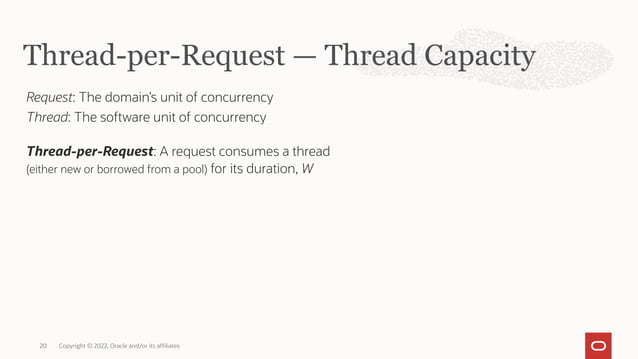 Thread-per-Request — Thread Capacity
Request: The domain’s unit of concurrency
Thread: The software unit of concurrency
Thread-per-Request: A request consumes a thread
(either new or borrowed from a pool) for its duration, W
20 Copyright © 2022, Oracle and/or its affiliates